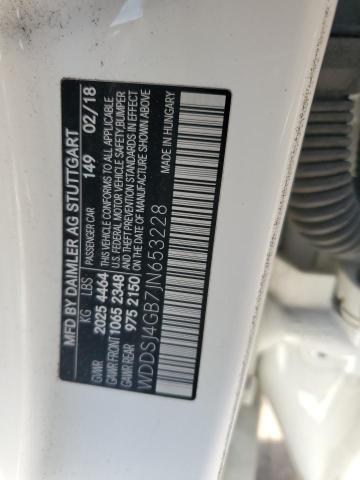 MFD BY DAIMLER AG STUTTGART
PASSENGER CAR 149 02/18
KG LBS
GVWR 2025 4464
GAWR FRONT 1065 2348
GAWR REAR 975 2150
THIS VEHICLE CONFORMS TO ALL APPLICABLE
U.S. FEDERAL MOTOR VEHICLE SAFETY,BUMPER
AND THEFT PREVENTION STANDARDS IN EFFECT
ON THE DATE OF MANUFACTURE SHOWN ABOVE
WDDSJ4GB7JN653228
MADE IN HUNGARY